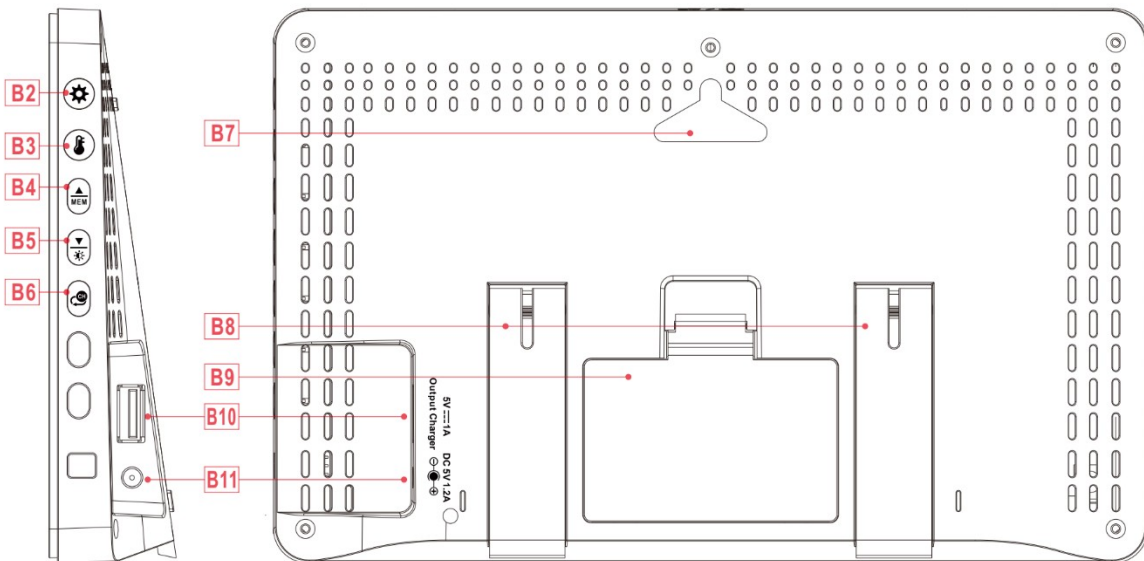 B2
B3
B4
MEM
B5
B6
B7
B8
B9
B10
B11
5V 1A
Output Charger
DC 5V 1.2A